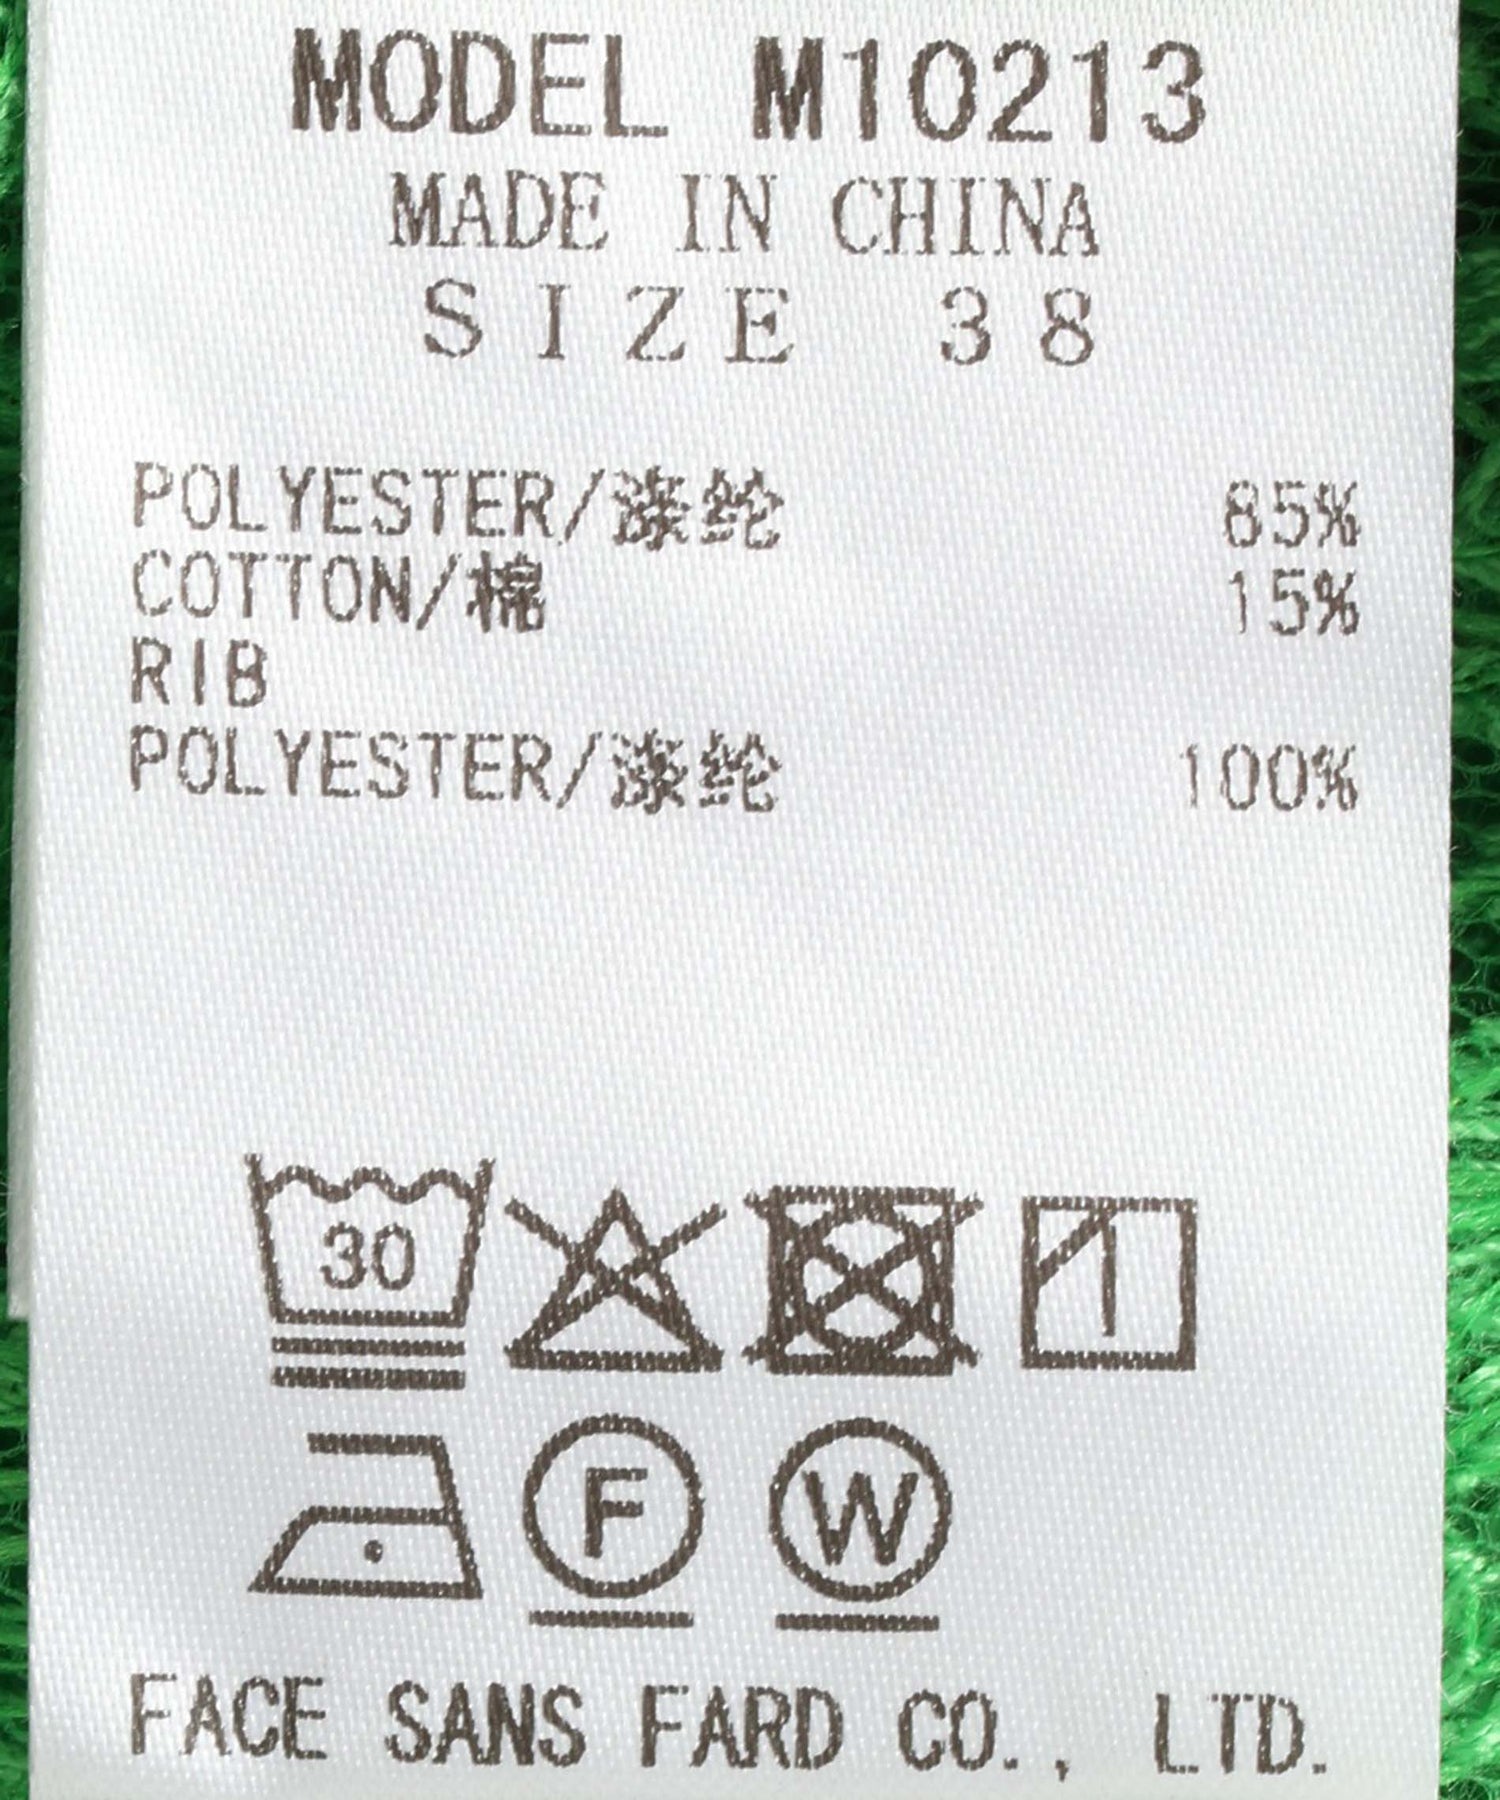 MODEL M10213
MADE IN CHINA
SIZE 38
POLYESTER/涤纶 85%
COTTON/棉 15%
RIB
POLYESTER/涤纶 100%
30
F W
FACE SANS FARD CO., LTD.